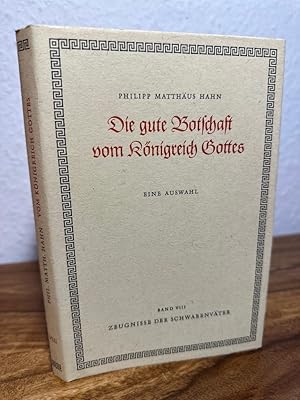 PHILIPP MATTHÄUS HAHN
Die gute Botschaft
vom Königreich Gottes
EINE AUSWAHL
BAND VIII
ZEUGNISSE DER SCHWABENVÄTER
PHIL. MATTH. HAHN · VOM KÖNIGREICH GOTTES
VIII